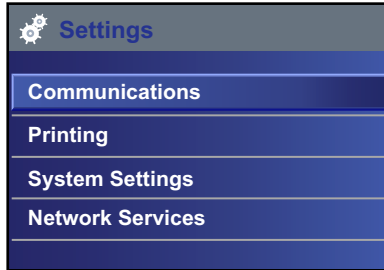 Settings
Communications
Printing
System Settings
Network Services